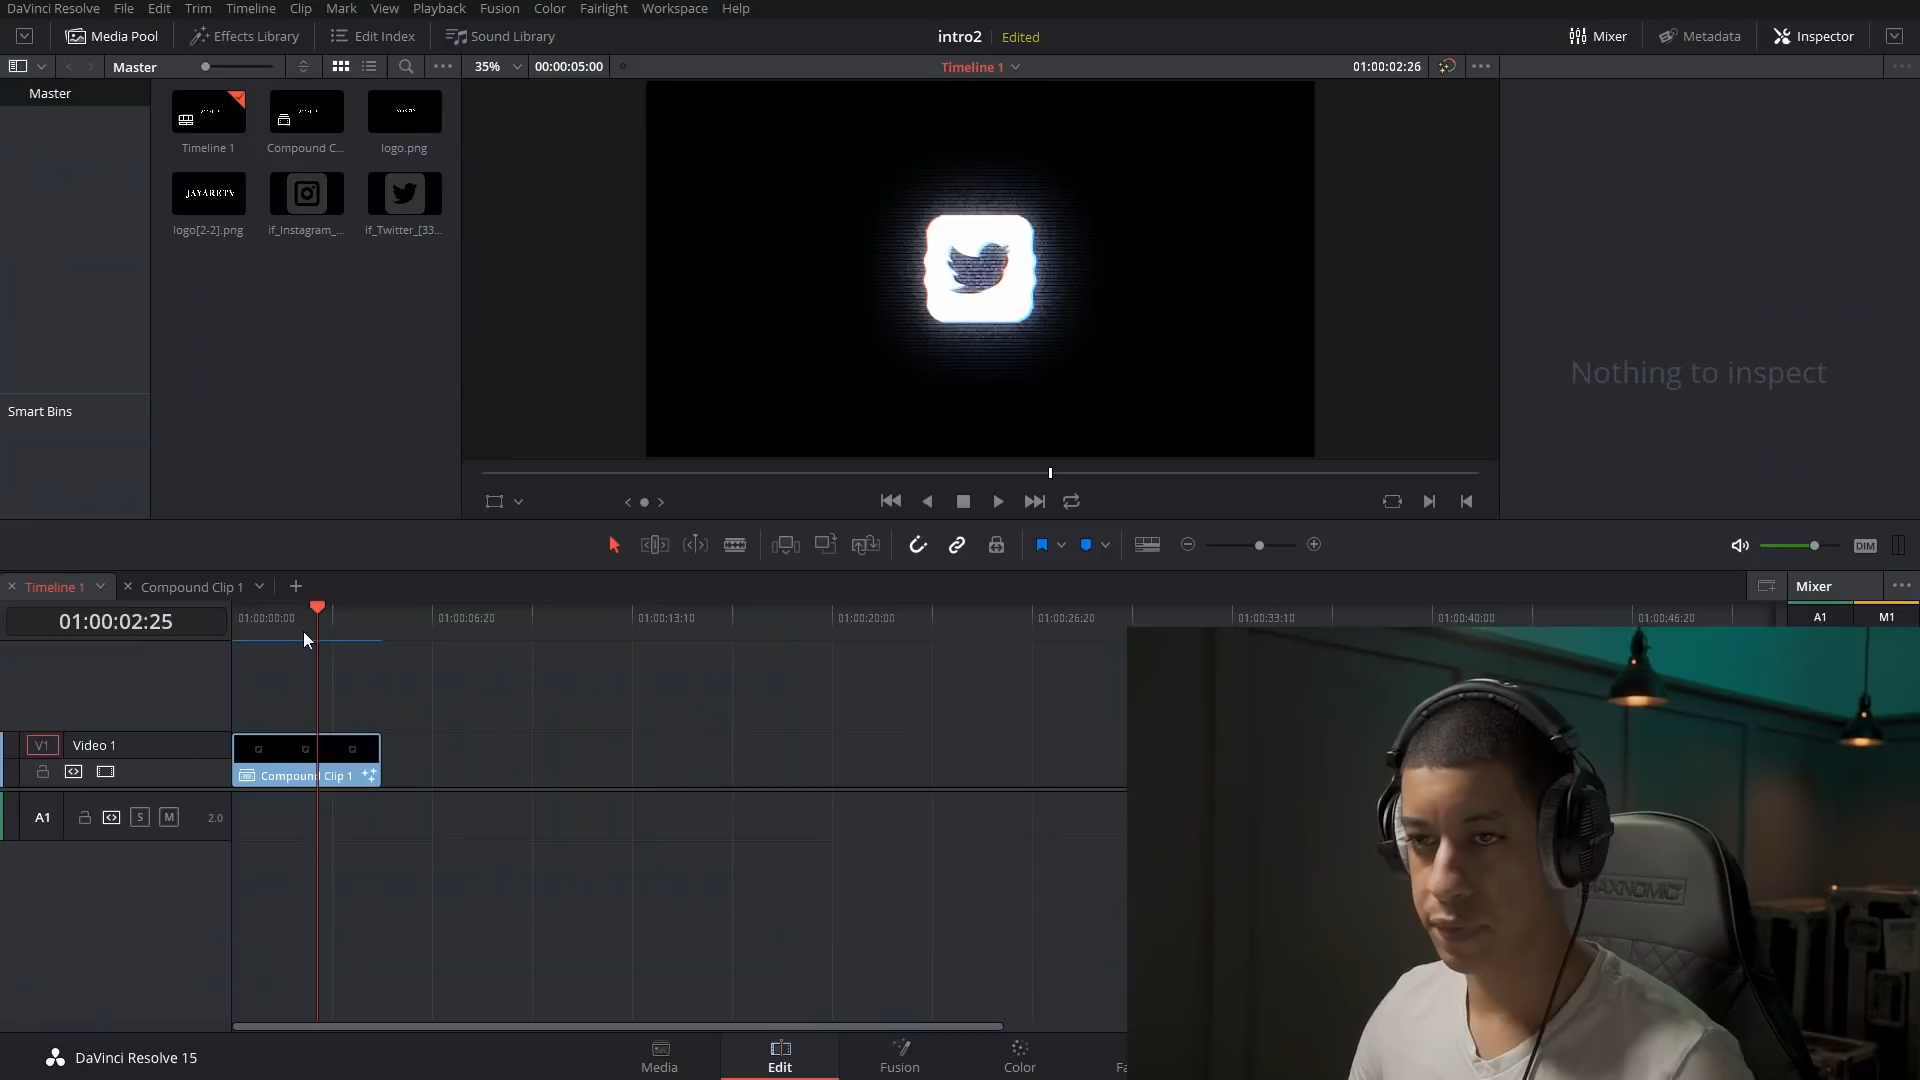 DaVinci Resolve File Edit Trim Timeline Clip Mark View Playback Fusion Color Fairlight Workspace Help
Media Pool Effects Library Edit Index Sound Library intro2 Edited Mixer Metadata Inspector
Master 35% 00:00:05:00 Timeline 1 01:00:02:26
Master
Timeline 1 Compound C... logo.png
JAYARETV
logo[2-2].png if_Instagram_... if_Twitter_[33...
Nothing to inspect
Smart Bins
DIM
Timeline 1 Compound Clip 1 Mixer
01:00:02:25 01:00:00:00 01:00:06:20 01:00:13:10 01:00:20:00 01:00:26:20 01:00:33:10 01:00:40:00 01:00:46:20 A1 M1
V1 Video 1
Compound Clip 1
A1 S M 2.0
MAXNOMIC
DaVinci Resolve 15 Media Edit Fusion Color Fa